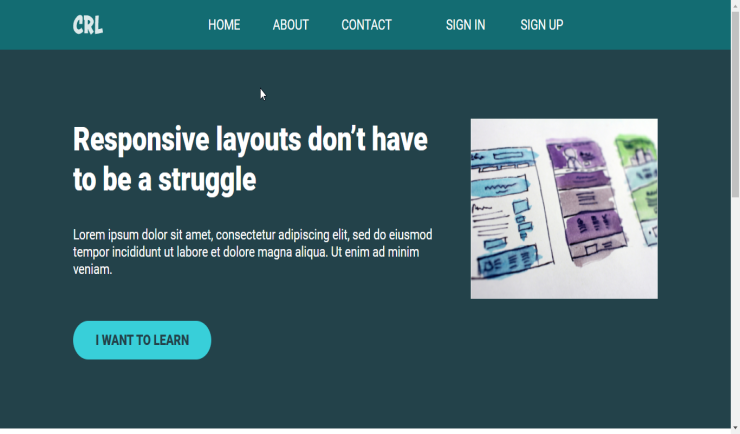 CRL
HOME ABOUT CONTACT SIGN IN SIGN UP
Responsive layouts don’t have
to be a struggle
Lorem ipsum dolor sit amet, consectetur adipiscing elit, sed do eiusmod
tempor incididunt ut labore et dolore magna aliqua. Ut enim ad minim
veniam.
I WANT TO LEARN